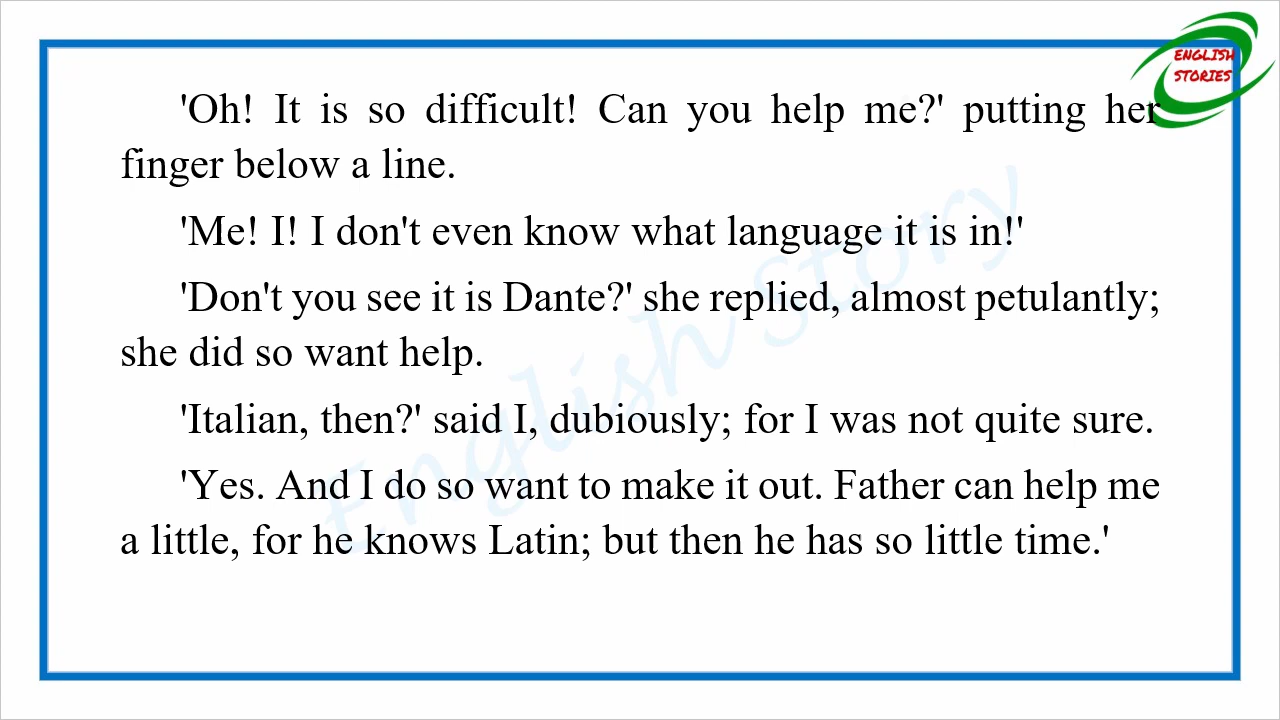 ENGLISH
STORIES
'Oh! It is so difficult! Can you help me?' putting her
finger below a line.
'Me! I! I don't even know what language it is in!'
'Don't you see it is Dante?' she replied, almost petulantly;
she did so want help.
'Italian, then?' said I, dubiously; for I was not quite sure.
'Yes. And I do so want to make it out. Father can help me
a little, for he knows Latin; but then he has so little time.'
English Story